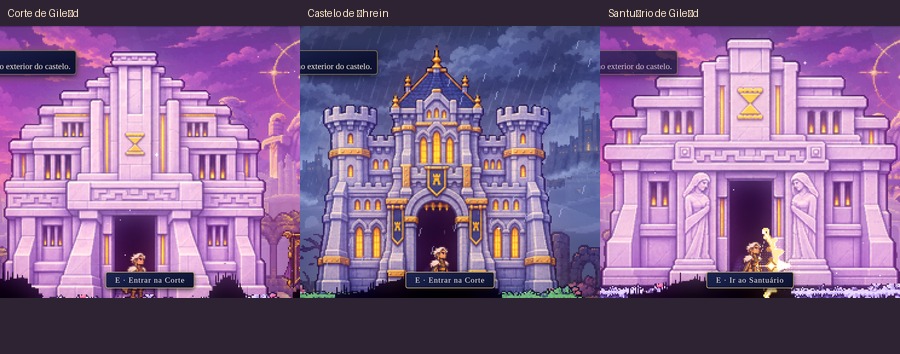 Corte de Gile□d
Castelo de □hrein
Santu□rio de Gile□d
o exterior do castelo.
o exterior do castelo.
o exterior do castelo.
E · Entrar na Corte
E · Entrar na Corte
E · Ir ao Santuário